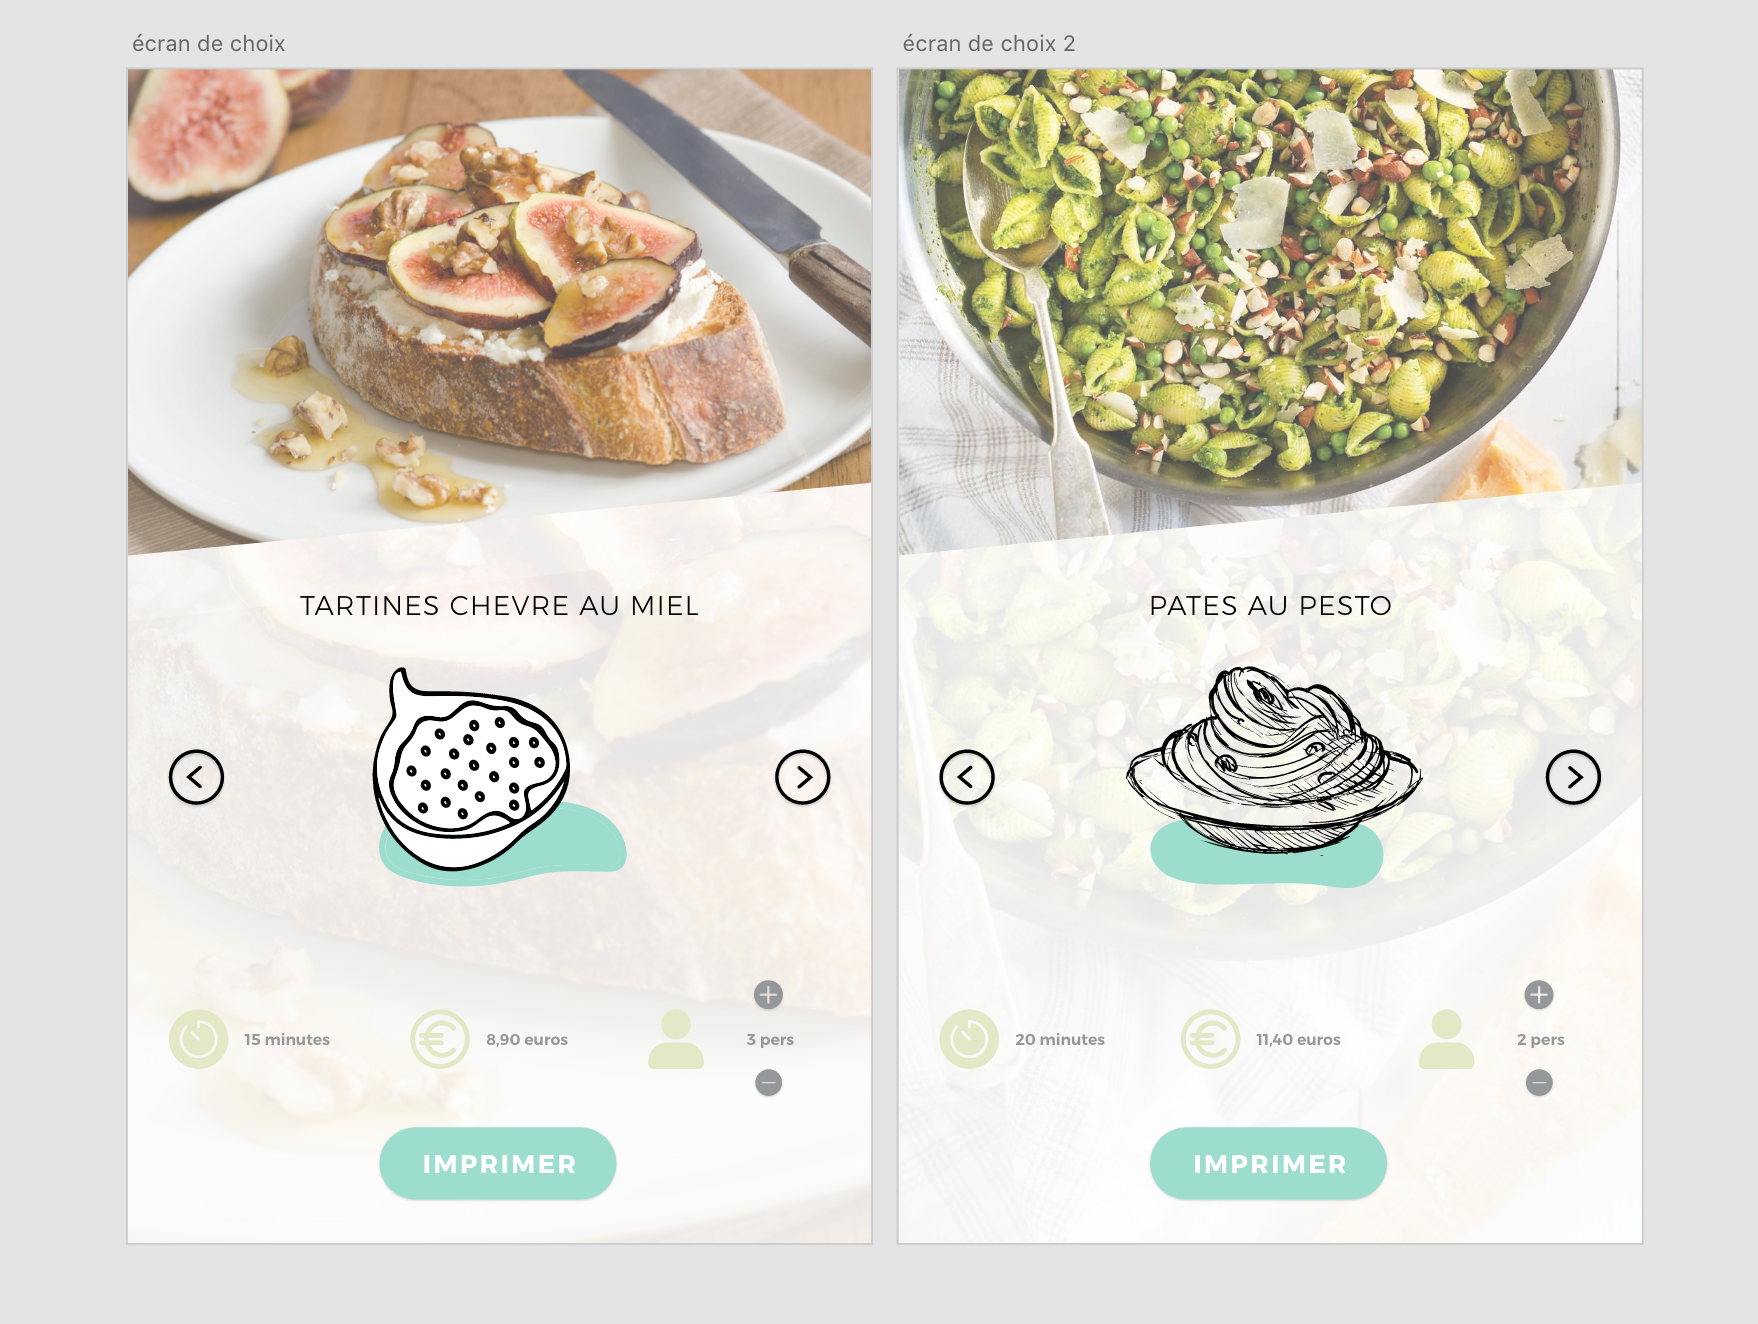 écran de choix
TARTINES CHEVRE AU MIEL
15 minutes
8,90 euros
3 pers
IMPRIMER
écran de choix 2
PATES AU PESTO
20 minutes
11,40 euros
2 pers
IMPRIMER